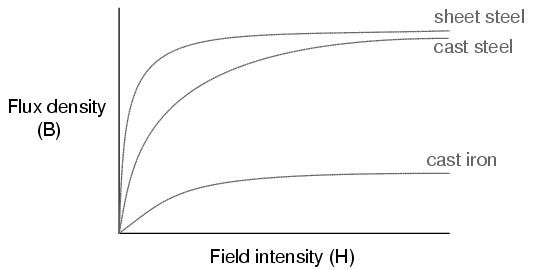 sheet steel
cast steel
Flux density
(B)
cast iron
Field intensity (H)